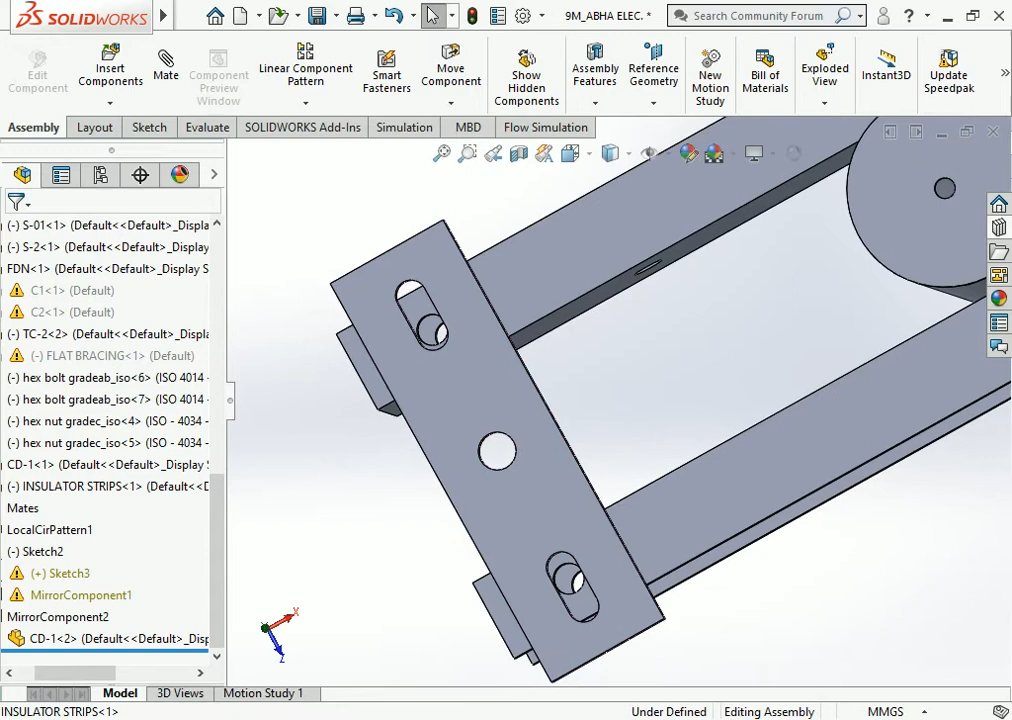 SOLIDWORKS
9M_ABHA ELEC. *
Search Community Forum
?
Edit Component
Insert Components
Mate
Component Preview Window
Linear Component Pattern
Smart Fasteners
Move Component
Show Hidden Components
Assembly Features
Reference Geometry
New Motion Study
Bill of Materials
Exploded View
Instant3D
Update Speedpak
Assembly
Layout
Sketch
Evaluate
SOLIDWORKS Add-Ins
Simulation
MBD
Flow Simulation
(-) S-01<1> (Default<<Default>_Display
(-) S-2<1> (Default<<Default>_Display
FDN<1> (Default<<Default>_Display S
C1<1> (Default)
C2<1> (Default)
(-) TC-2<2> (Default<<Default>_Displa
(-) FLAT BRACING<1> (Default)
(-) hex bolt gradeab_iso<6> (ISO 4014 -
(-) hex bolt gradeab_iso<7> (ISO 4014 -
(-) hex nut gradec_iso<4> (ISO - 4034 -
(-) hex nut gradec_iso<5> (ISO - 4034 -
CD-1<1> (Default<<Default>_Display S
(-) INSULATOR STRIPS<1> (Default<<D
Mates
LocalCirPattern1
(-) Sketch2
(+) Sketch3
MirrorComponent1
MirrorComponent2
CD-1<2> (Default<<Default>_Disp
X
Z
Model
3D Views
Motion Study 1
INSULATOR STRIPS<1>
Under Defined
Editing Assembly
MMGS